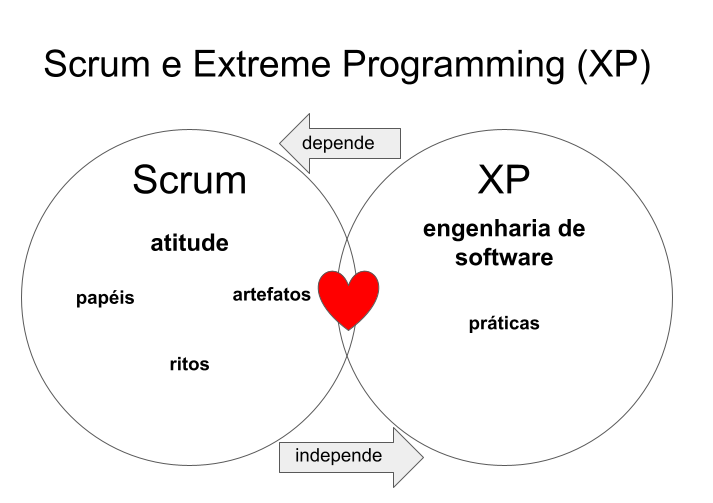 Scrum e Extreme Programming (XP)
depende
Scrum
XP
atitude
engenharia de
software
papéis
artefatos
práticas
ritos
independe